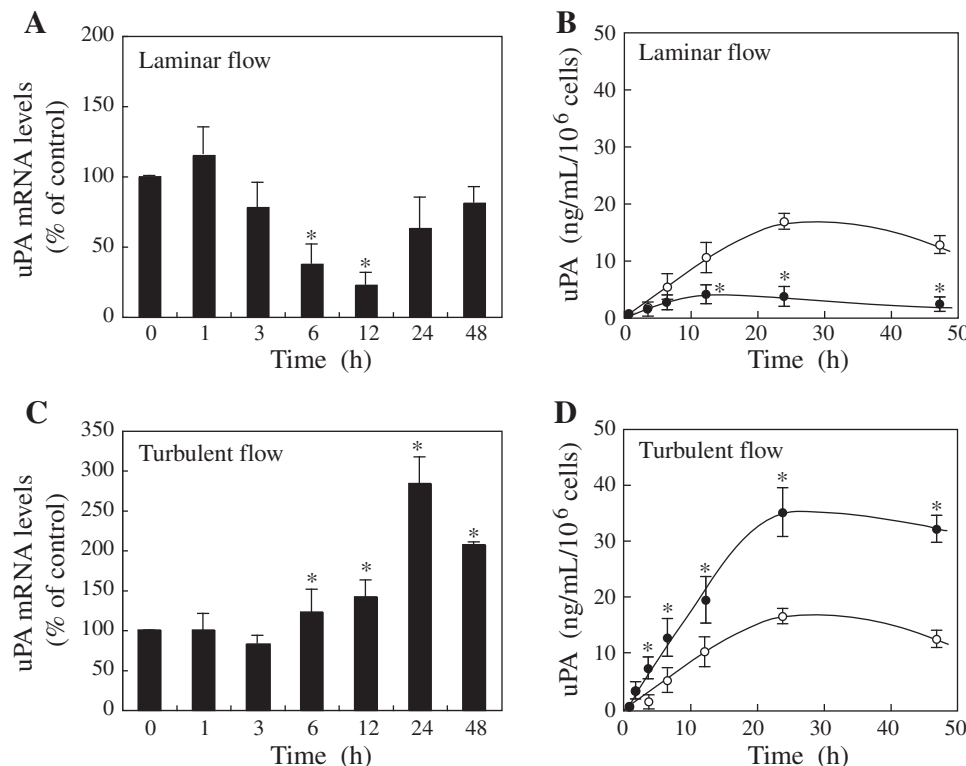 A
Laminar flow
uPA mRNA levels
(% of control)
200
150
100
50
0
*
*
0 1 3 6 12 24 48
Time (h)
B
Laminar flow
uPA (ng/mL/10⁶ cells)
50
40
30
20
10
0
*
*
*
0 10 20 30 40 50
Time (h)
C
Turbulent flow
uPA mRNA levels
(% of control)
350
300
250
200
150
100
50
0
*
*
*
*
0 1 3 6 12 24 48
Time (h)
D
Turbulent flow
uPA (ng/mL/10⁶ cells)
50
40
30
20
10
0
*
*
*
*
*
0 10 20 30 40 50
Time (h)